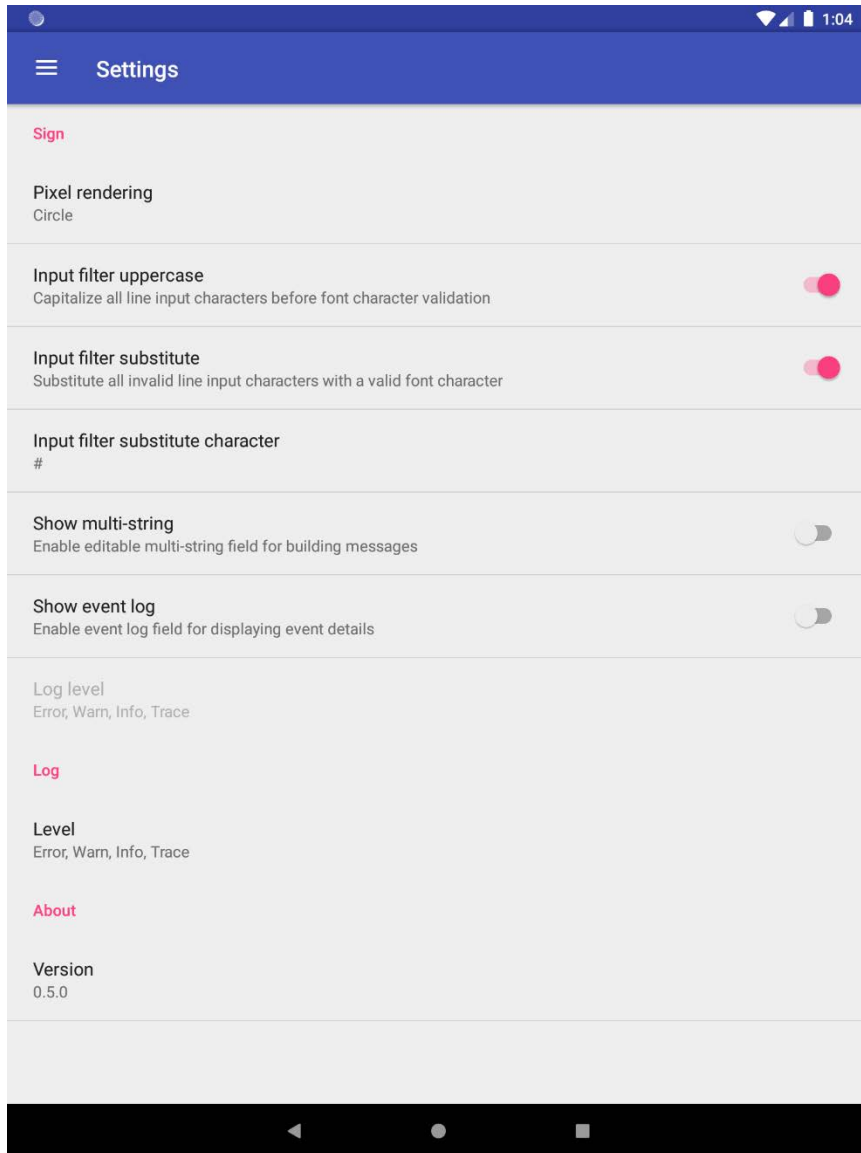 1:04
Settings
Sign
Pixel rendering
Circle
Input filter uppercase
Capitalize all line input characters before font character validation
Input filter substitute
Substitute all invalid line input characters with a valid font character
Input filter substitute character
#
Show multi-string
Enable editable multi-string field for building messages
Show event log
Enable event log field for displaying event details
Log level
Error, Warn, Info, Trace
Log
Level
Error, Warn, Info, Trace
About
Version
0.5.0